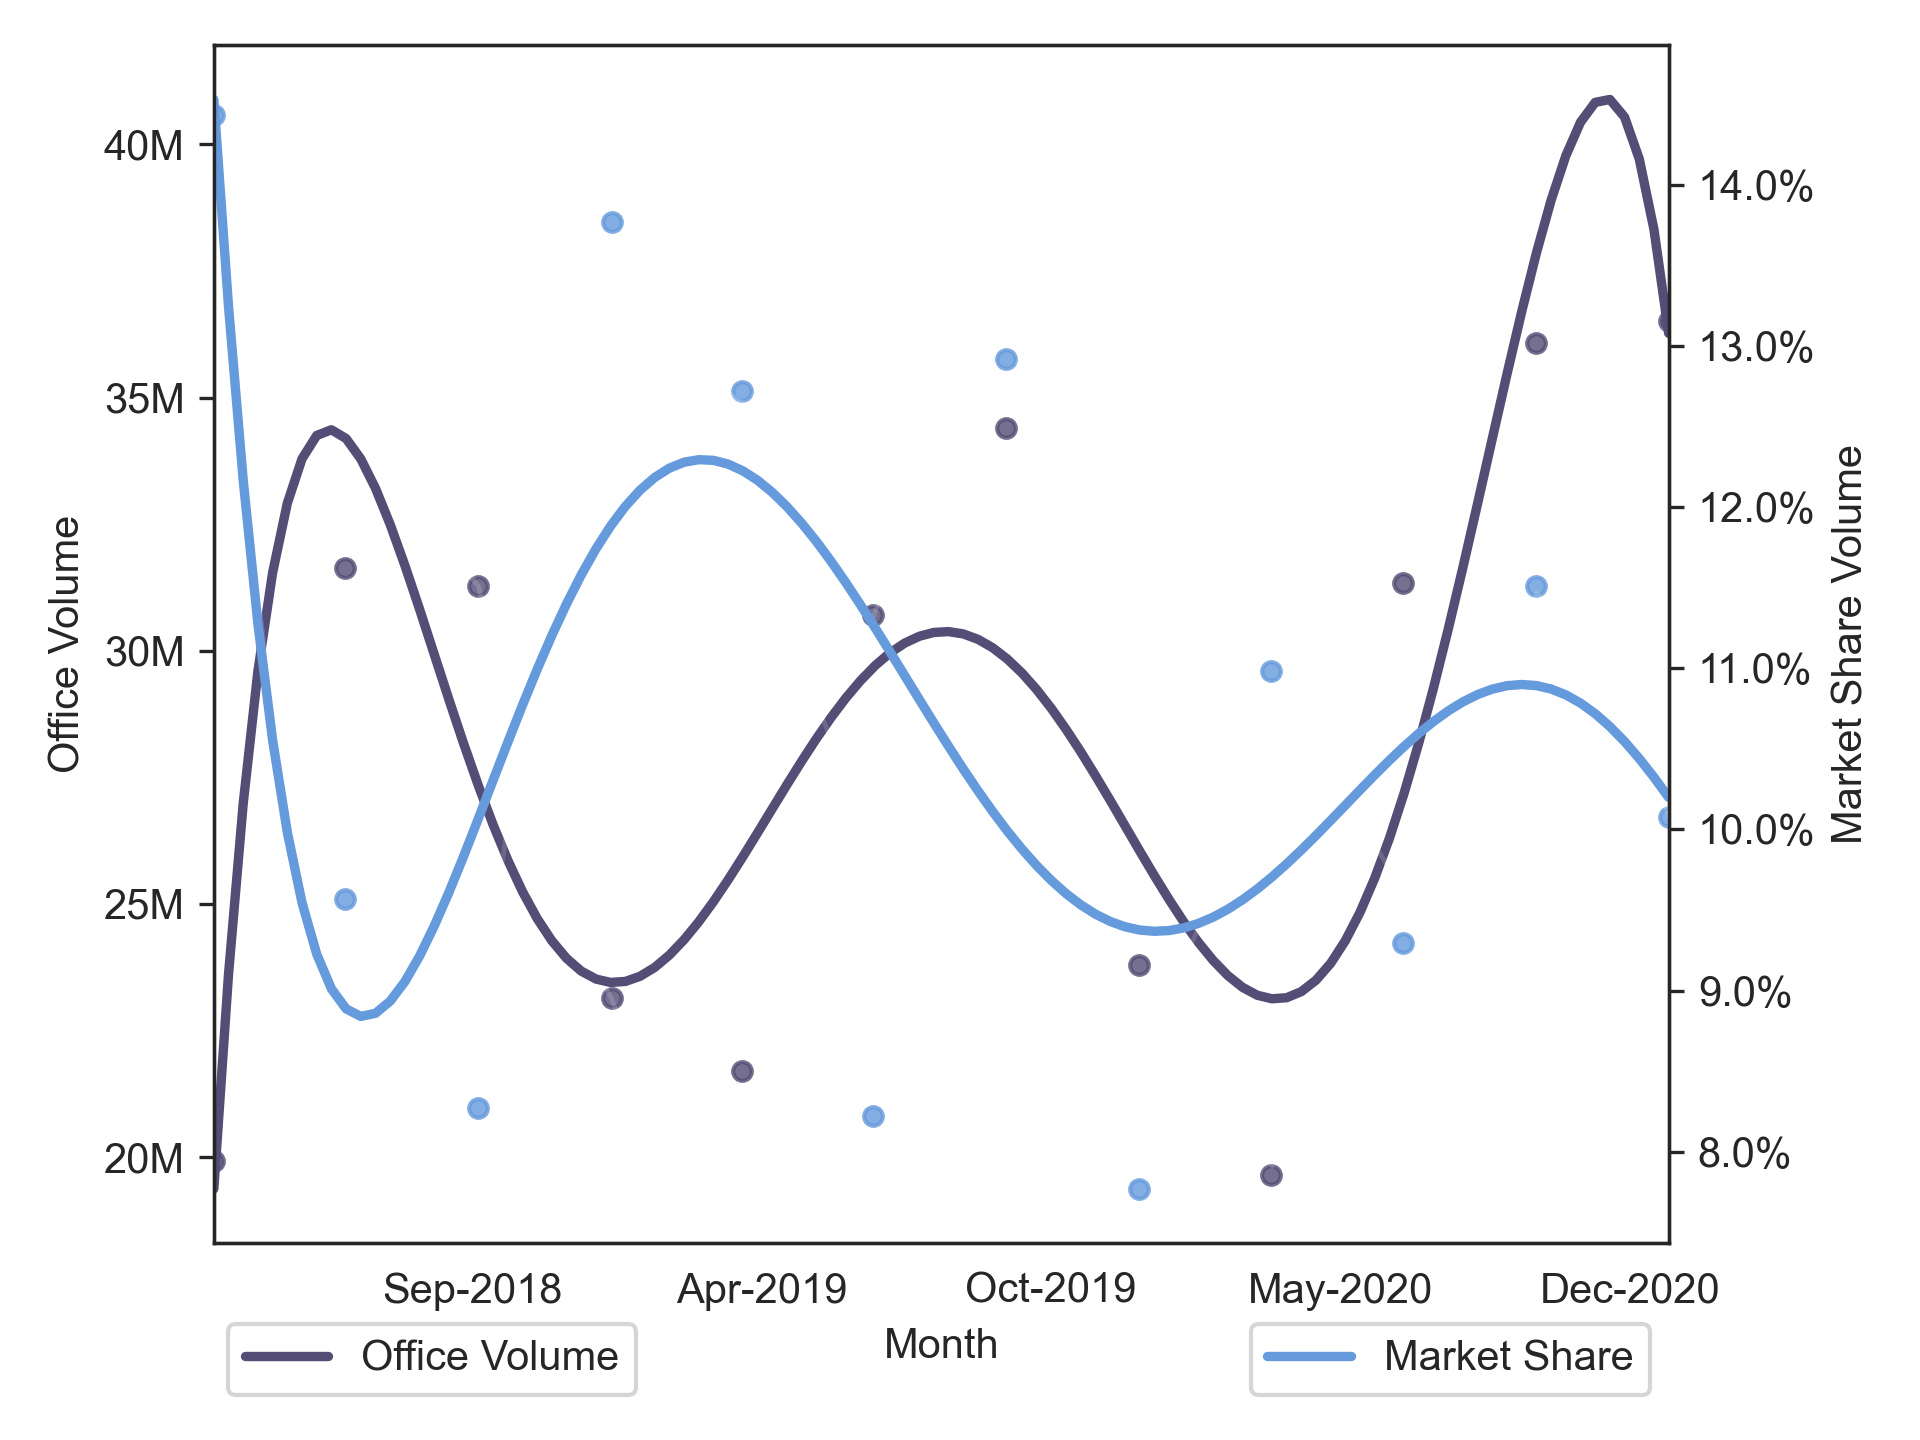 40M
35M
30M
25M
20M
Office Volume
14.0%
13.0%
12.0%
11.0%
10.0%
9.0%
8.0%
Market Share Volume
Sep-2018
Apr-2019
Oct-2019
May-2020
Dec-2020
Month
Office Volume
Market Share